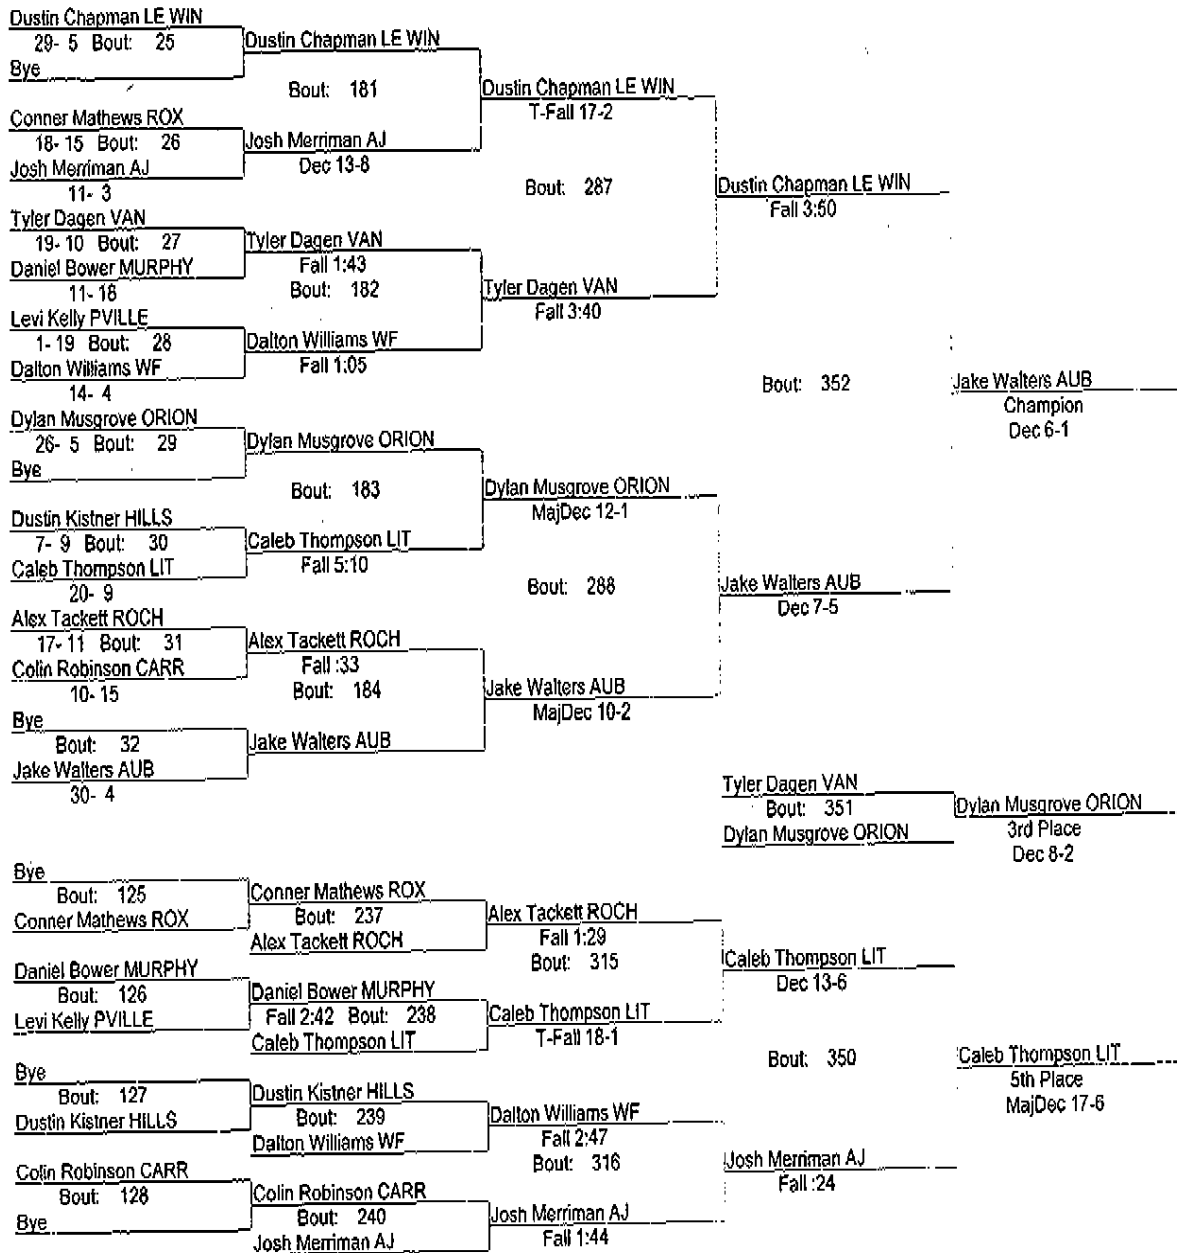 Dustin Chapman LE WIN
29- 5 Bout: 25
Bye
Dustin Chapman LE WIN
Bout: 181
Conner Mathews ROX
18- 15 Bout: 26
Josh Merriman AJ
11- 3
Josh Merriman AJ
Dec 13-8
Dustin Chapman LE WIN
T-Fall 17-2
Bout: 287
Tyler Dagen VAN
19- 10 Bout: 27
Daniel Bower MURPHY
11- 18
Tyler Dagen VAN
Fall 1:43
Bout: 182
Levi Kelly PVILLE
1- 19 Bout: 28
Dalton Williams WF
14- 4
Dalton Williams WF
Fall 1:05
Tyler Dagen VAN
Fall 3:40
Dustin Chapman LE WIN
Fall 3:50
Bout: 352
Jake Walters AUB
Champion
Dec 6-1
Dylan Musgrove ORION
26- 5 Bout: 29
Bye
Dylan Musgrove ORION
Bout: 183
Dustin Kistner HILLS
7- 9 Bout: 30
Caleb Thompson LIT
20- 9
Caleb Thompson LIT
Fall 5:10
Dylan Musgrove ORION
MajDec 12-1
Bout: 288
Alex Tackett ROCH
17- 11 Bout: 31
Colin Robinson CARR
10- 15
Alex Tackett ROCH
Fall :33
Bout: 184
Bye
Bout: 32
Jake Walters AUB
30- 4
Jake Walters AUB
Jake Walters AUB
MajDec 10-2
Jake Walters AUB
Dec 7-5
Tyler Dagen VAN
Bout: 351
Dylan Musgrove ORION
Dylan Musgrove ORION
3rd Place
Dec 8-2
Bye
Bout: 125
Conner Mathews ROX
Conner Mathews ROX
Bout: 237
Alex Tackett ROCH
Alex Tackett ROCH
Fall 1:29
Bout: 315
Daniel Bower MURPHY
Bout: 126
Levi Kelly PVILLE
Daniel Bower MURPHY
Fall 2:42 Bout: 238
Caleb Thompson LIT
Caleb Thompson LIT
T-Fall 18-1
Caleb Thompson LIT
Dec 13-6
Bout: 350
Caleb Thompson LIT
5th Place
MajDec 17-6
Bye
Bout: 127
Dustin Kistner HILLS
Dustin Kistner HILLS
Bout: 239
Dalton Williams WF
Dalton Williams WF
Fall 2:47
Bout: 316
Colin Robinson CARR
Bout: 128
Bye
Colin Robinson CARR
Bout: 240
Josh Merriman AJ
Josh Merriman AJ
Fall 1:44
Josh Merriman AJ
Fall :24